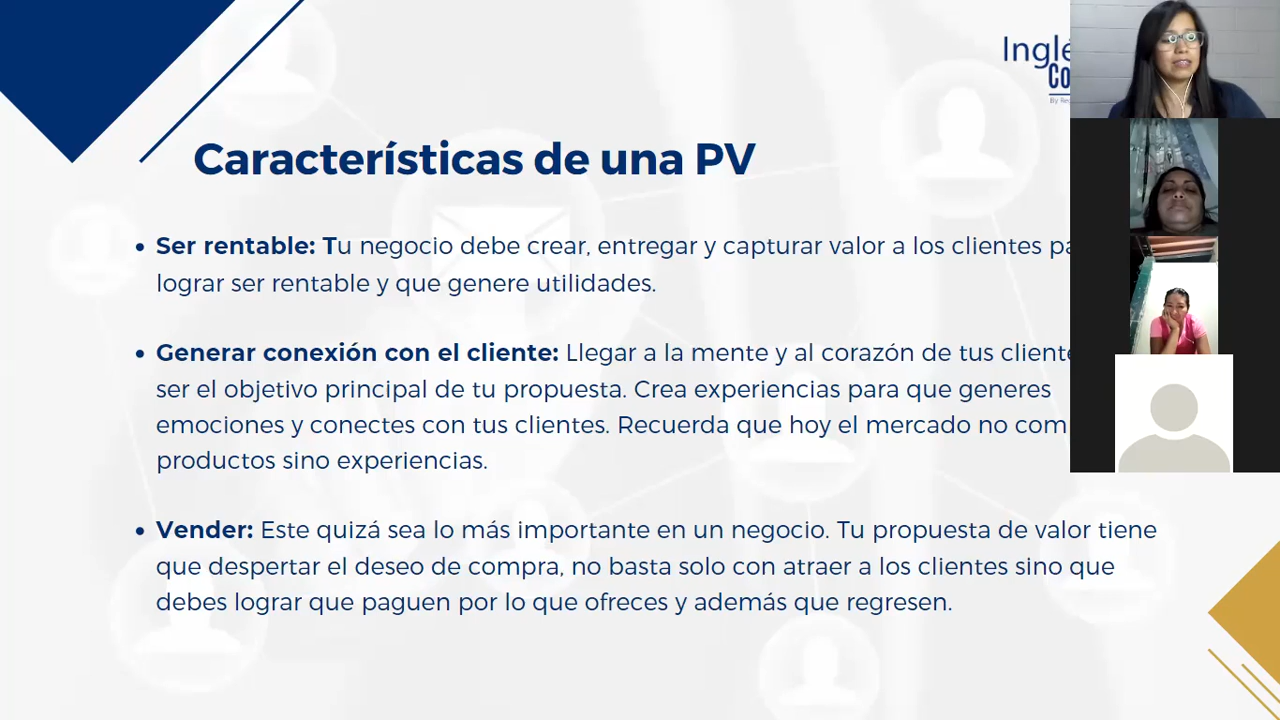 Características de una PV
• Ser rentable: Tu negocio debe crear, entregar y capturar valor a los clientes
lograr ser rentable y que genere utilidades.
• Generar conexión con el cliente: Llegar a la mente y al corazón de tus
ser el objetivo principal de tu propuesta. Crea experiencias para que generes
emociones y conectes con tus clientes. Recuerda que hoy el mercado no
productos sino experiencias.
• Vender: Este quizá sea lo más importante en un negocio. Tu propuesta de valor tiene
que despertar el deseo de compra, no basta solo con atraer a los clientes sino que
debes lograr que paguen por lo que ofreces y además que regresen.